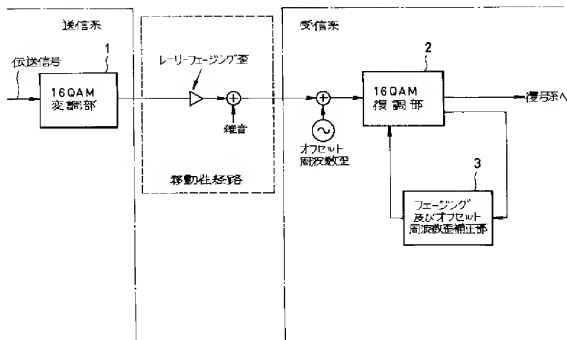 送信系
伝送信号
1
16QAM
変調部
レーリーフェージング歪
雑音
移動伝経路
受信系
オフセット
周波数歪
2
16QAM
復調部
復号系へ
3
フェージング
及びオフセット
周波数歪補正部